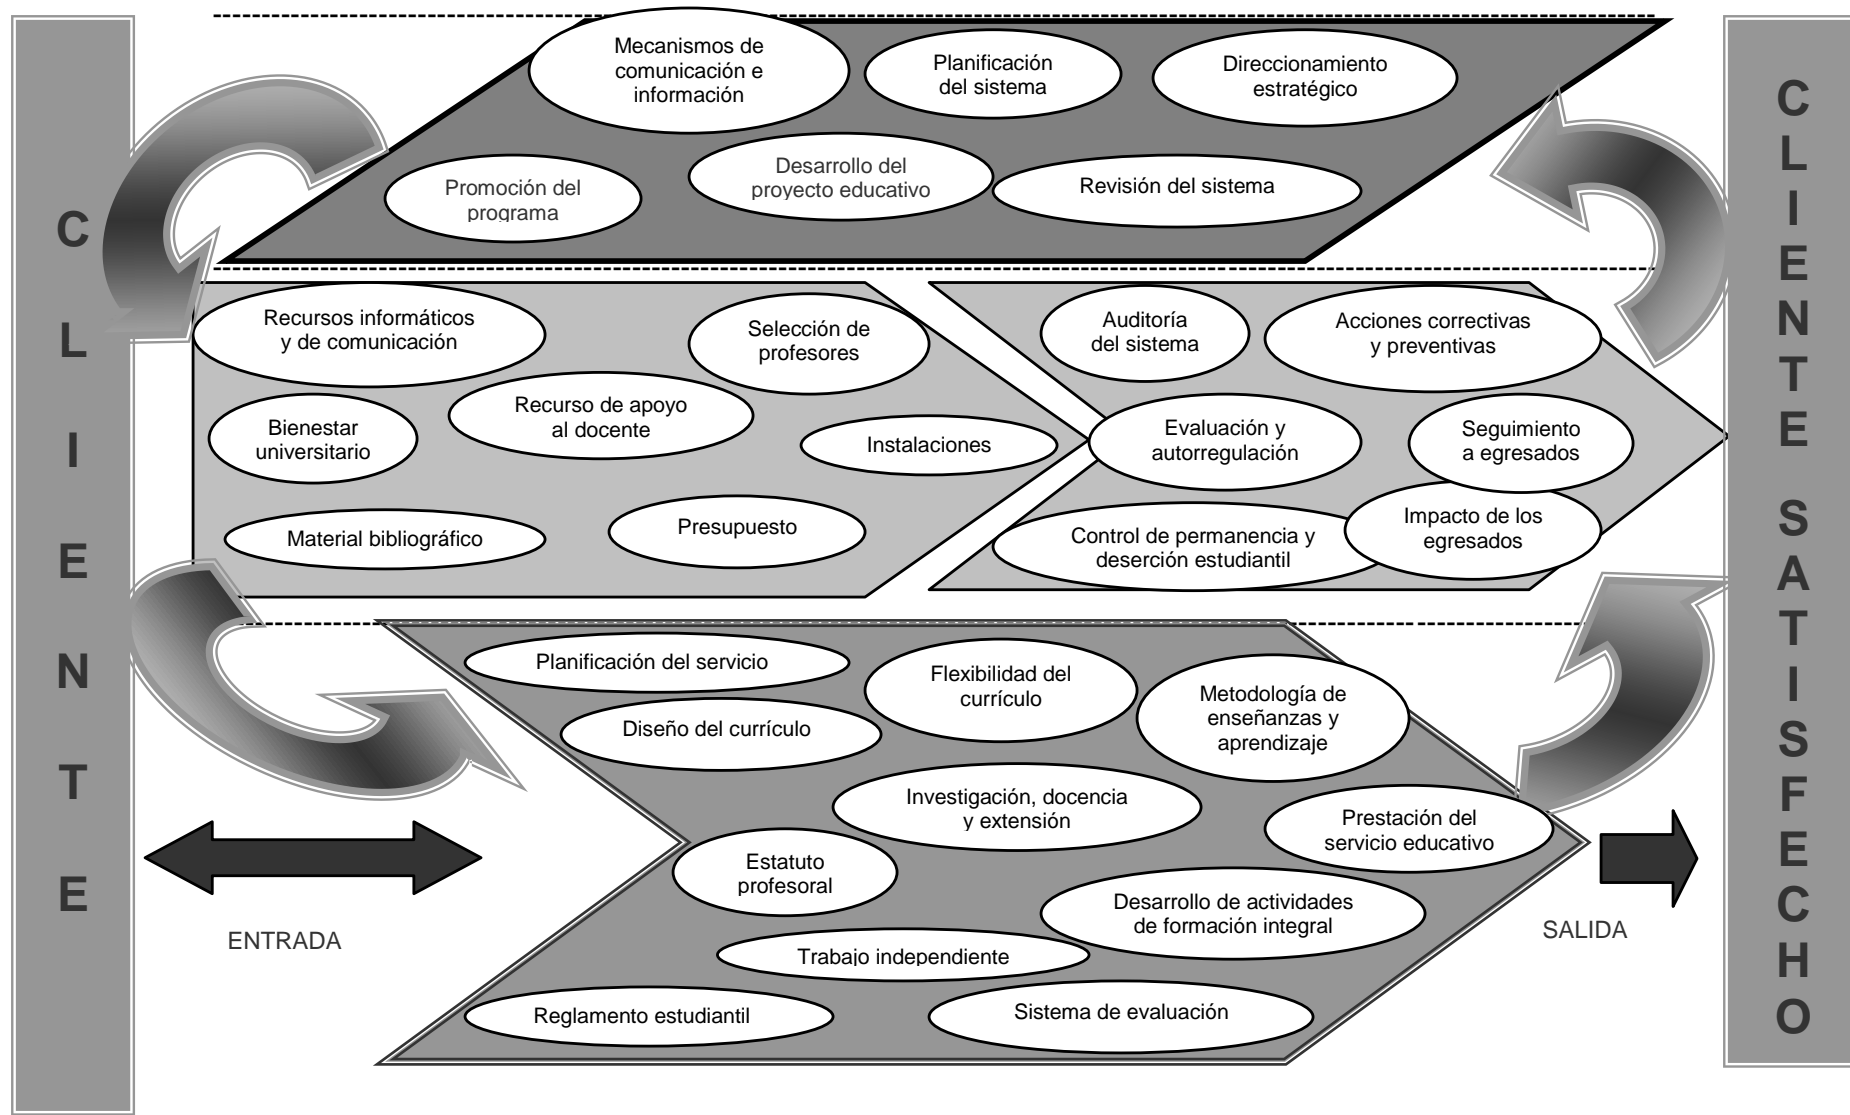 CLIENTE
Mecanismos de
comunicación e
información
Planificación
del sistema
Direccionamiento
estratégico
Promoción del
programa
Desarrollo del
proyecto educativo
Revisión del sistema
Recursos informáticos
y de comunicación
Selección de
profesores
Bienestar
universitario
Recurso de apoyo
al docente
Instalaciones
Material bibliográfico
Presupuesto
Auditoría
del sistema
Acciones correctivas
y preventivas
Evaluación y
autorregulación
Seguimiento
a egresados
Control de permanencia y
deserción estudiantil
Impacto de los
egresados
Planificación del servicio
Flexibilidad del
currículo
Metodología de
enseñanzas y
aprendizaje
Diseño del currículo
Investigación, docencia
y extensión
Prestación del
servicio educativo
Estatuto
profesoral
Desarrollo de actividades
de formación integral
Trabajo independiente
Reglamento estudiantil
Sistema de evaluación
ENTRADA
SALIDA
CLIENTE SATISFECHO